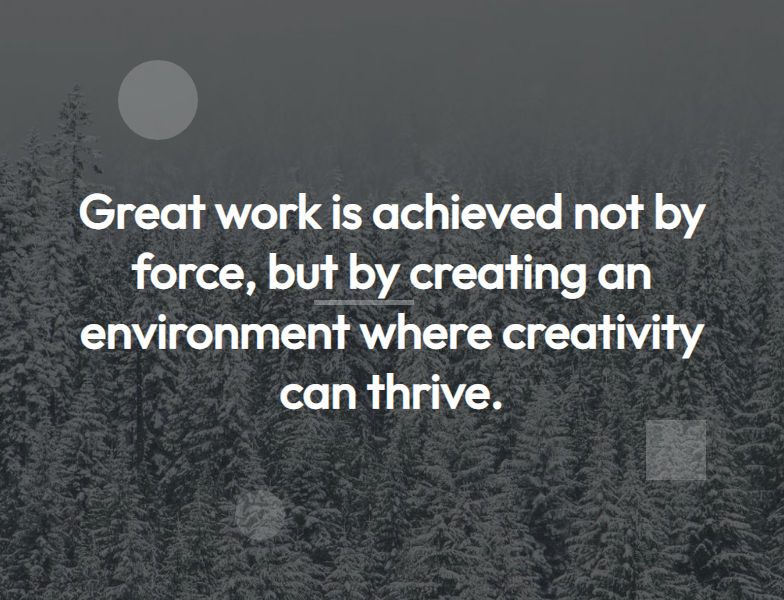 Great work is achieved not by
force, but by creating an
environment where creativity
can thrive.